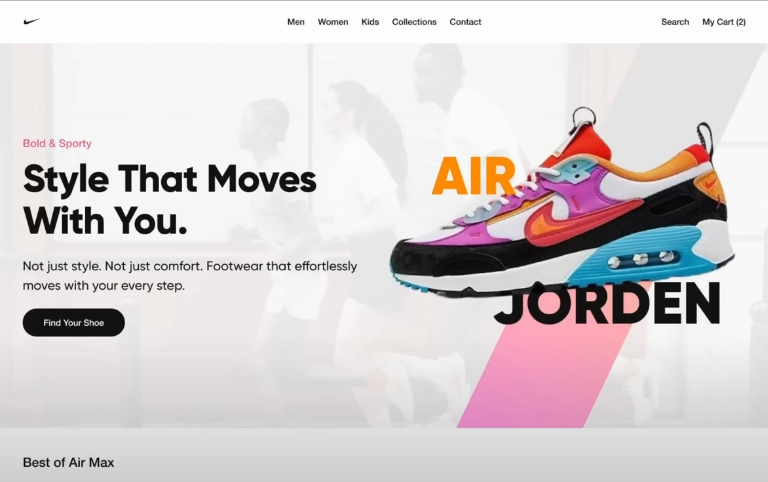 Men Women Kids Collections Contact Search My Cart (2)
Bold & Sporty
Style That Moves
With You.
Not just style. Not just comfort. Footwear that effortlessly
moves with your every step.
Find Your Shoe
AIR
JORDEN
Best of Air Max